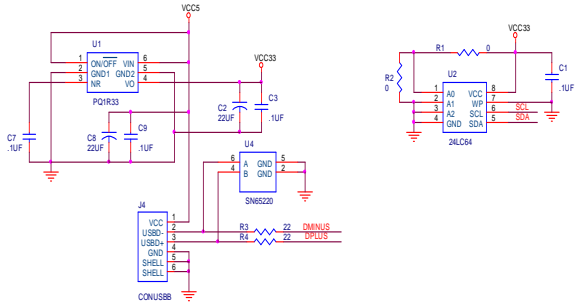 VCC5
U1
1 ON/OFF VIN 6
2 GND1 GND2 5
3 NR VO 4
PQ1R33
VCC33
C7
.1UF
C8
22UF
C9
.1UF
C2
22UF
C3
.1UF
U4
6 A GND 5
4 B GND 2
SN65220
J4
VCC 1
USBD- 2
USBD+ 3
GND 4
SHELL 5
SHELL 6
CONUSBB
R3 22 DMINUS
R4 22 DPLUS
VCC33
R1 0
R2
0
C1
.1UF
U2
1 A0 VCC 8
2 A1 WP 7
3 A2 SCL 6 SCL
4 GND SDA 5 SDA
24LC64